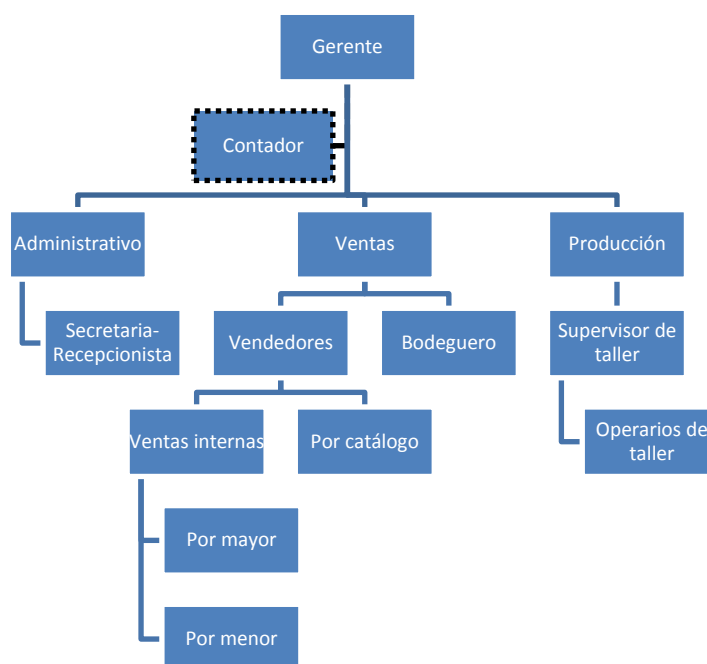 Gerente
Contador
Administrativo
Ventas
Producción
Secretaria-
Recepcionista
Vendedores
Bodeguero
Supervisor de
taller
Ventas internas
Por catálogo
Operarios de
taller
Por mayor
Por menor